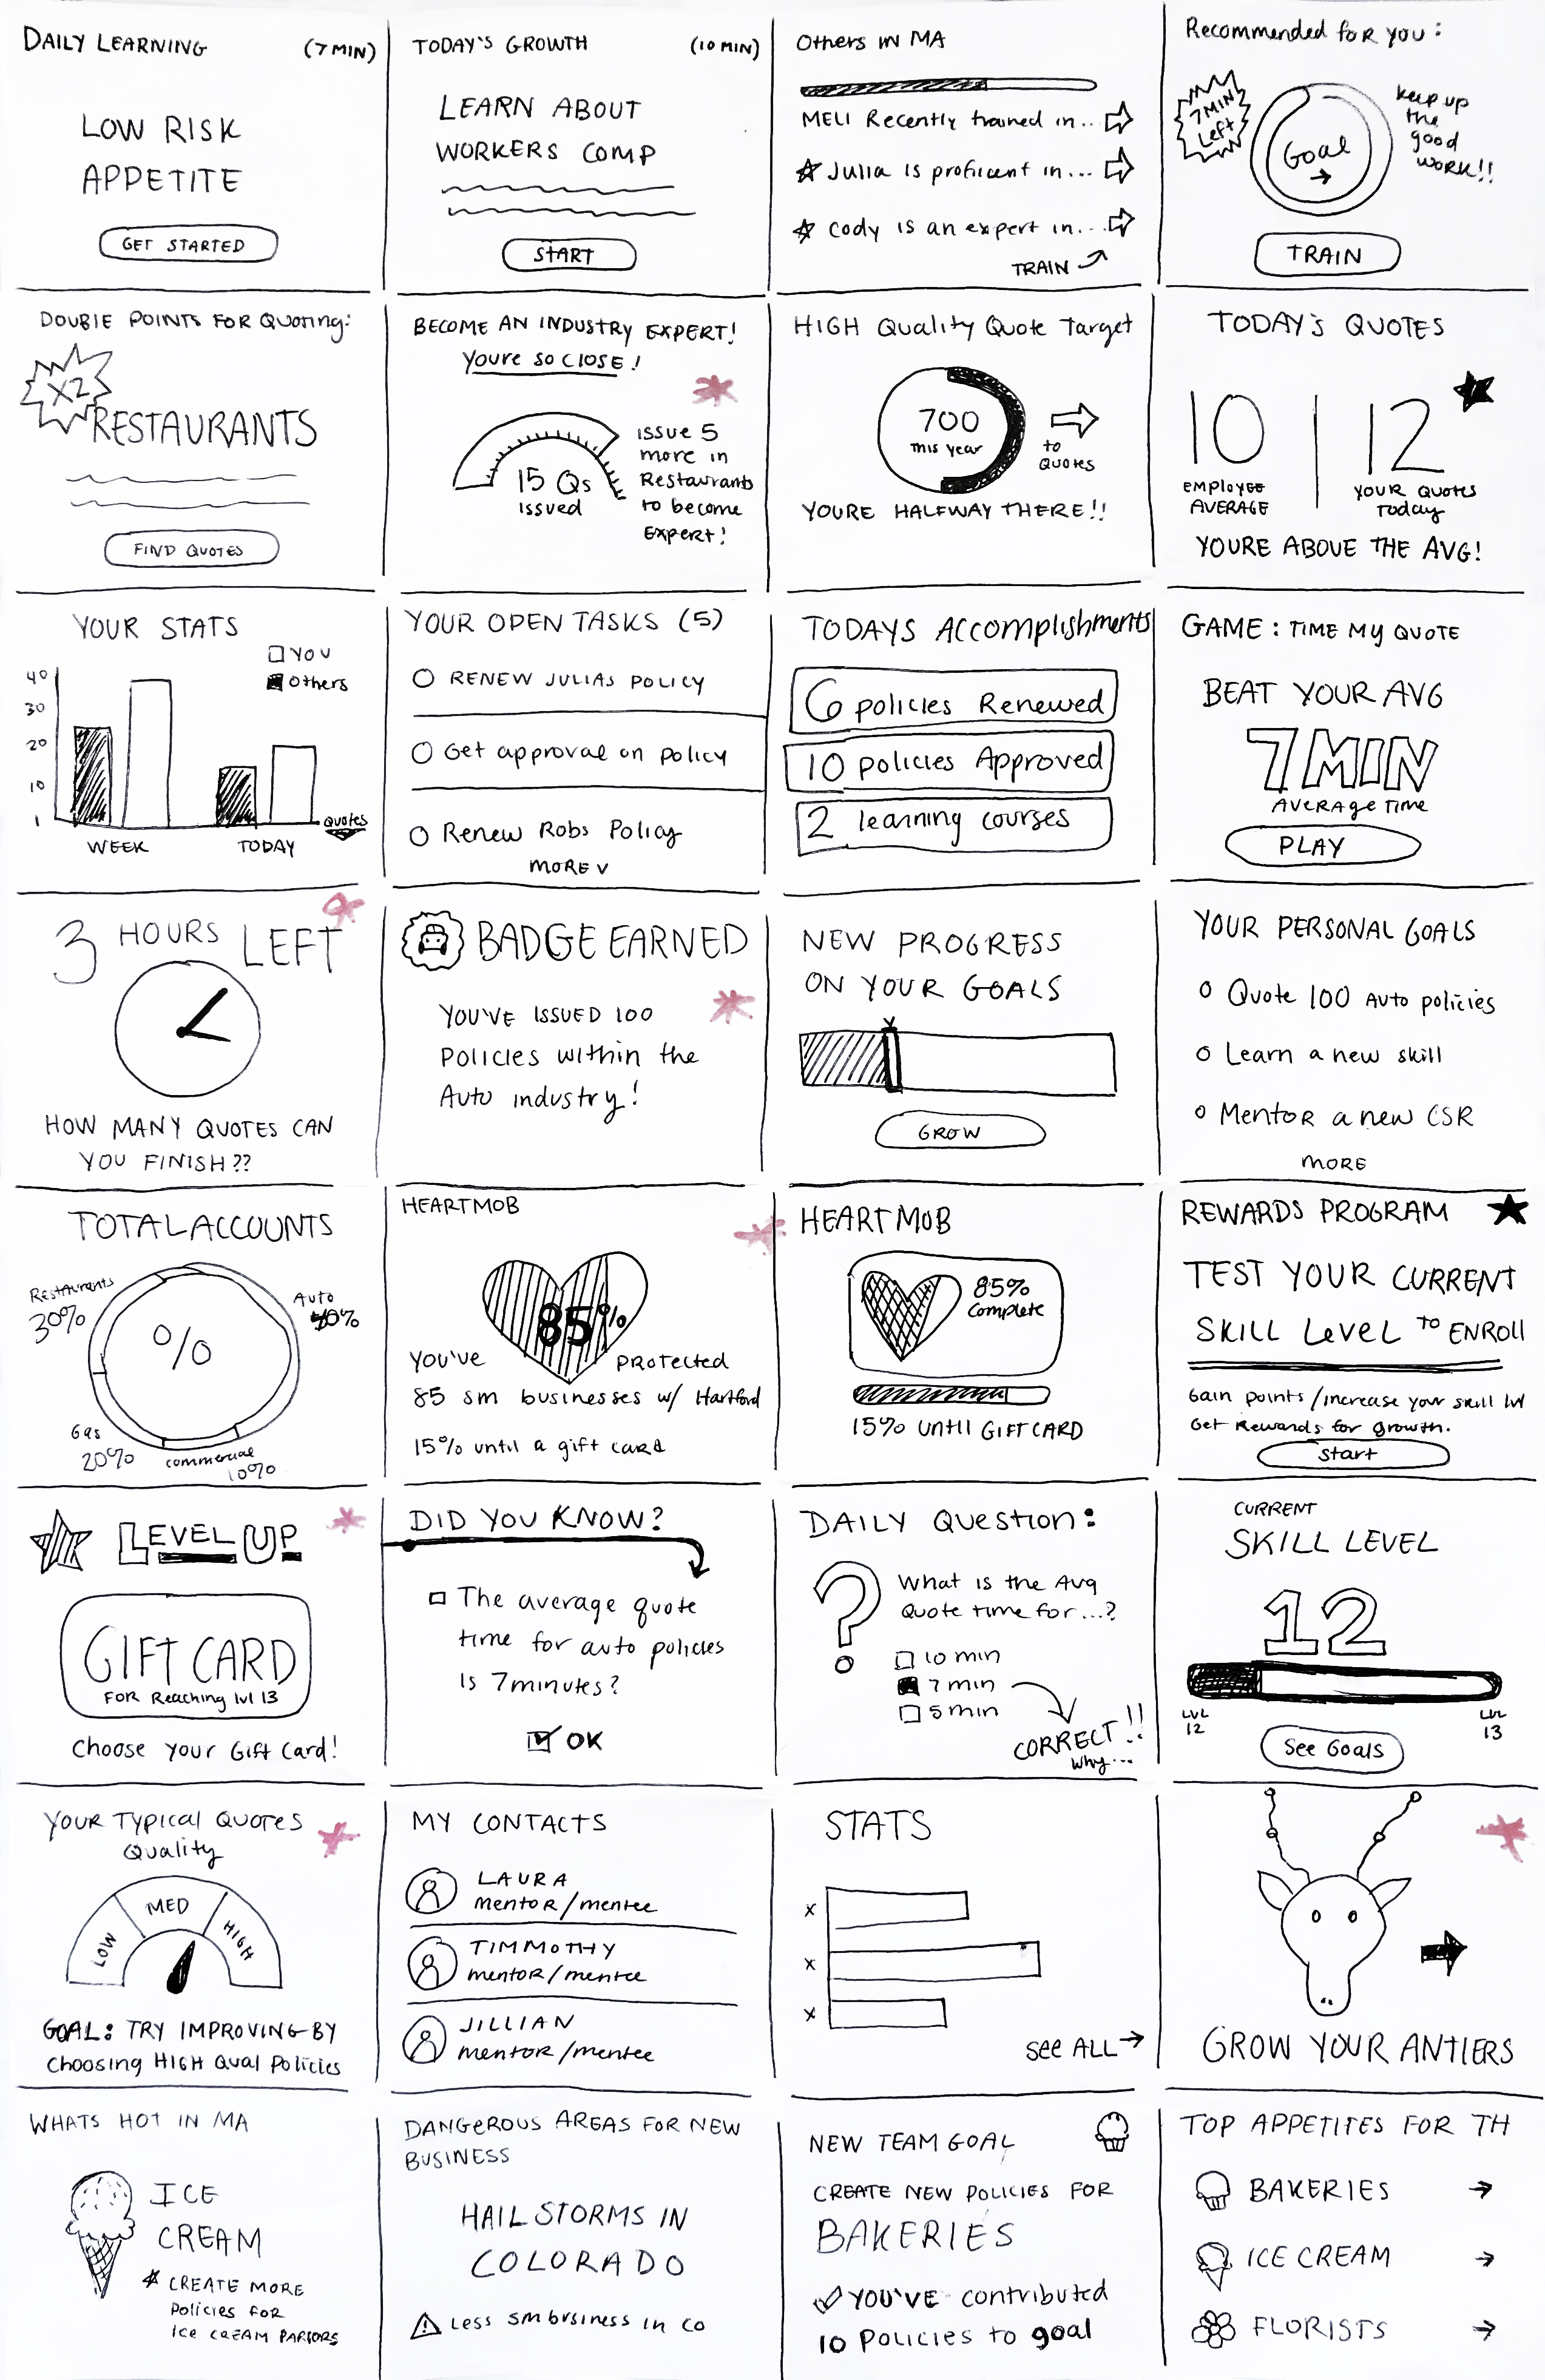 DAILY LEARNING (7 MIN)
LOW RISK
APPETITE
GET STARTED
TODAY'S GROWTH (10 MIN)
LEARN ABOUT
WORKERS COMP
START
Others IN MA
MELI Recently trained in...
Julia is proficent in...
Cody is an expert in...
TRAIN
Recommended for you:
7 MIN
Left
Goal
keep up
the
good
work!!
TRAIN
DOUBLE POINTS FOR Quoting:
X2
RESTAURANTS
FIND QUOTES
BECOME AN INDUSTRY EXPERT!
Youre SO CLOSE!
15 Qs
issued
issue 5
more in
Restaurants
to become
Expert!
HIGH Quality Quote Target
700
This year
to
Quotes
YOURE HALFWAY THERE!!
TODAY'S QUOTES
10
employee
AVERAGE
12
your quotes
Today
YOURE ABOVE THE AVG!
YOUR STATS
YOU
Others
40
30
20
10
1
quotes
WEEK TODAY
YOUR OPEN TASKS (5)
RENEW JULIAS POLICY
Get approval on policy
Renew Robs Policy
MORE V
TODAYS Accomplishments
6 policies Renewed
10 policies Approved
2 learning courses
GAME: TIME MY QUOTE
BEAT YOUR AVG
7 MIN
AVERAGE TIME
PLAY
3 HOURS LEFT
HOW MANY QUOTES CAN
YOU FINISH??
BADGE EARNED
YOU'VE ISSUED 100
Policies within the
Auto industry!
NEW PROGRESS
ON YOUR GOALS
GROW
YOUR PERSONAL GOALS
Quote 100 Auto policies
Learn a new skill
Mentor a new CSR
MORE
TOTAL ACCOUNTS
Restaurants
30%
Auto
40%
%
Gas
20%
commercial
10%
HEARTMOB
85%
YOU'VE PROTECTED
85 sm businesses w/ Hartford
15% until a gift card
HEARTMOB
85%
Complete
15% UNTIL GIFT CARD
REWARDS PROGRAM
TEST YOUR CURRENT
SKILL LEVEL TO ENROLL
Gain points/increase your skill lvl
Get Rewards for growth.
Start
LEVEL UP
GIFT CARD
FOR Reaching lvl 13
Choose Your Gift Card!
DID YOU KNOW?
The average quote
time for auto policies
Is 7 minutes?
OK
DAILY Question:
?
What is the Avg
Quote time for...?
10 min
7 min
5 min
CORRECT!!
Why...
CURRENT
SKILL LEVEL
12
LVL
12
LVL
13
See Goals
YOUR TYPICAL QUOTES
Quality
LOW
MED
HIGH
GOAL: TRY IMPROVING BY
Choosing HIGH Qual Policies
MY CONTACTS
LAURA
mentor/mentee
TIMMOTHY
mentor/mentee
JILLIAN
mentor/mentee
STATS
x
x
x
see ALL
GROW YOUR ANTLERS
WHATS HOT IN MA
ICE
CREAM
* CREATE MORE
Policies for
Ice CREAM PARlORS
DANGEROUS AREAS FOR NEW
BUSINESS
HAIL STORMS IN
COLORADO
Less sm business in CO
NEW TEAM GOAL
CREATE NEW POLICIES FOR
BAKERIES
YOU'VE contributed
10 Policies to goal
TOP APPETITES FOR TH
BAKERIES
ICE CREAM
FLORISTS